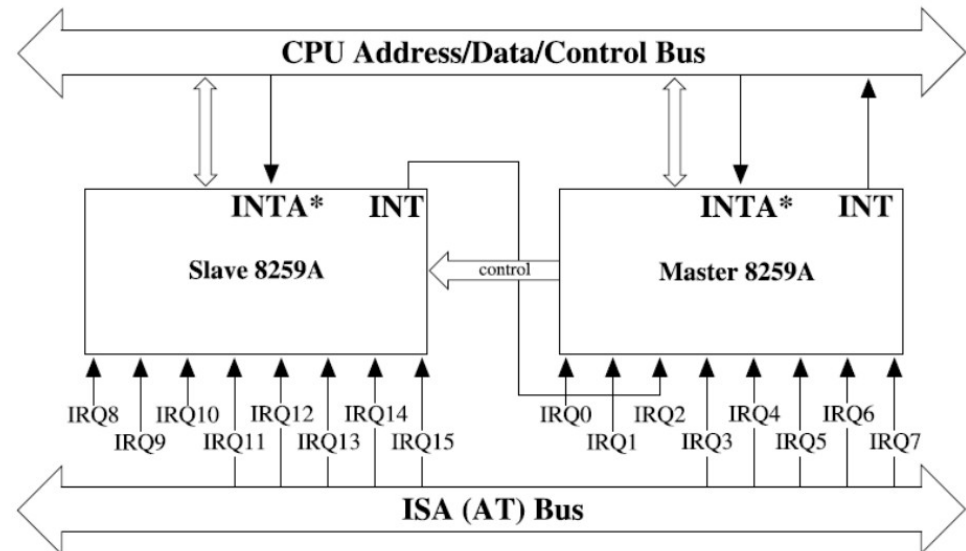 CPU Address/Data/Control Bus
INTA* INT
INTA* INT
Slave 8259A
control
Master 8259A
IRQ8 IRQ10 IRQ12 IRQ14
IRQ9 IRQ11 IRQ13 IRQ15
IRQ0 IRQ2 IRQ4 IRQ6
IRQ1 IRQ3 IRQ5 IRQ7
ISA (AT) Bus